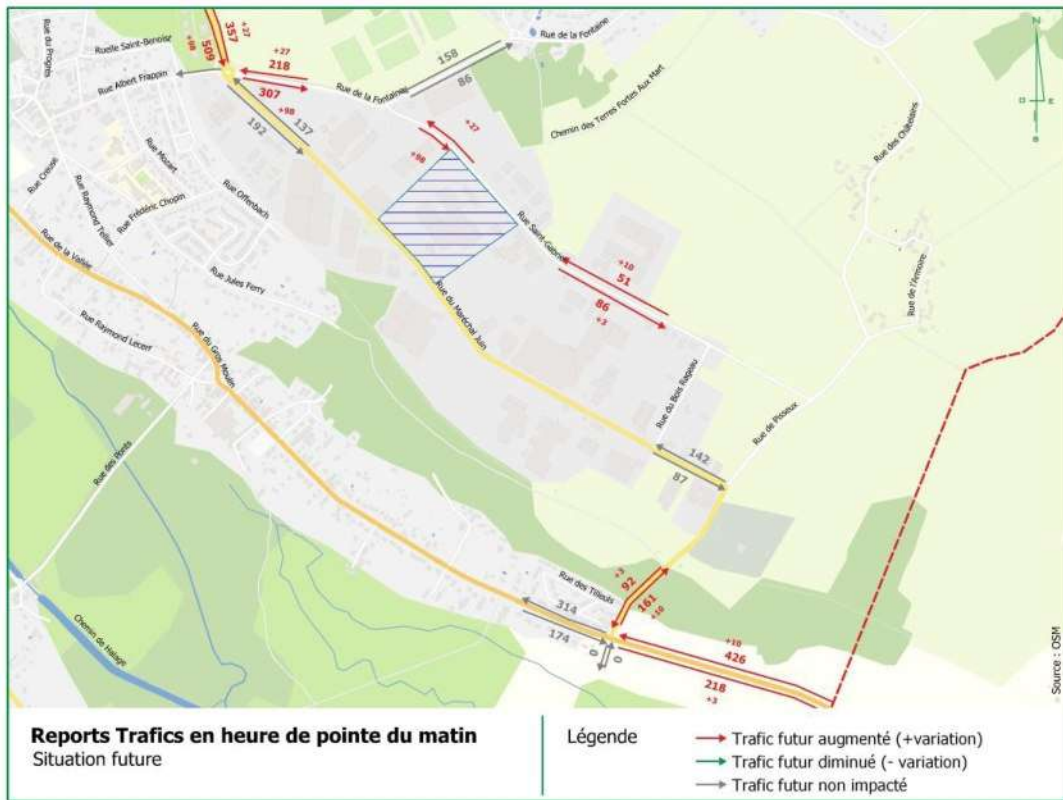 +27
357
509
+98
+27
218
307
+98
158
86
Rue de la Fontaine
Ruelle Saint-Benoise
Rue du Progrès
Rue Albert Frappin
Rue de la Fontaine
137
192
+27
+98
Chemin des Terres Fortes Aux Mart
Rue des Châtelains
Rue Creuse
Rue Mozart
Rue Raymond Tellier
Rue Frédéric Chopin
Rue Offenbach
Rue de la Vallée
Rue Jules Ferry
Rue Saint-Gabriel
+10
51
86
+3
Rue du Maréchal Juin
Rue de l'Armoire
Rue Raymond Lecerf
Rue du Gros Moulin
Rue du Bois Rageau
Rue de Pisseux
142
87
Rue des Ponts
Rue des Tilleuls
+3
92
161
+10
314
174
0
0
+10
426
218
+3
Chemin de Halage
N
O
E
Source : OSM
Reports Trafics en heure de pointe du matin
Situation future
Légende
Trafic futur augmenté (+variation)
Trafic futur diminué (- variation)
Trafic futur non impacté